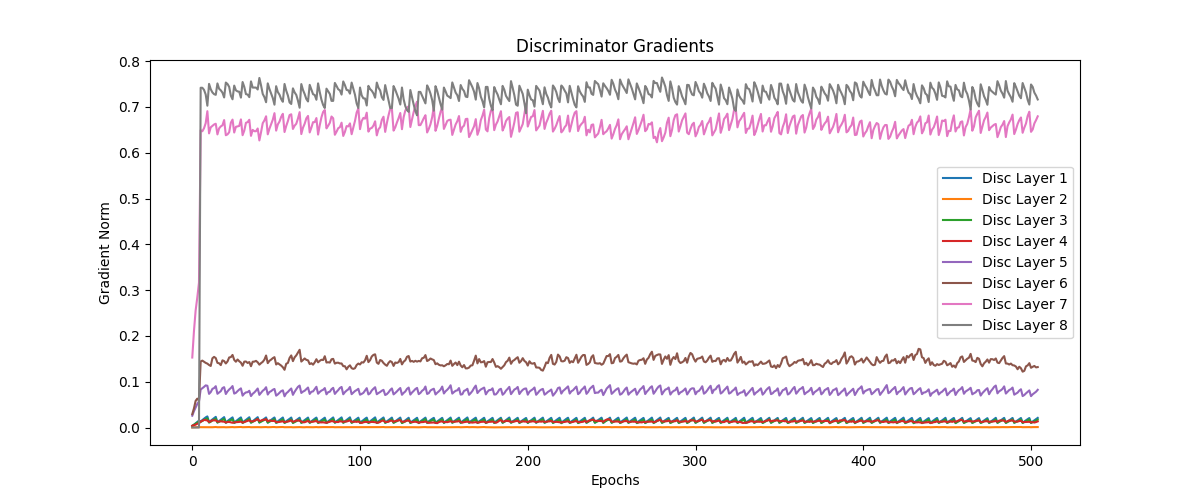 Discriminator Gradients
Gradient Norm
0.8
0.7
0.6
0.5
0.4
0.3
0.2
0.1
0.0
Disc Layer 1
Disc Layer 2
Disc Layer 3
Disc Layer 4
Disc Layer 5
Disc Layer 6
Disc Layer 7
Disc Layer 8
0 100 200 300 400 500
Epochs